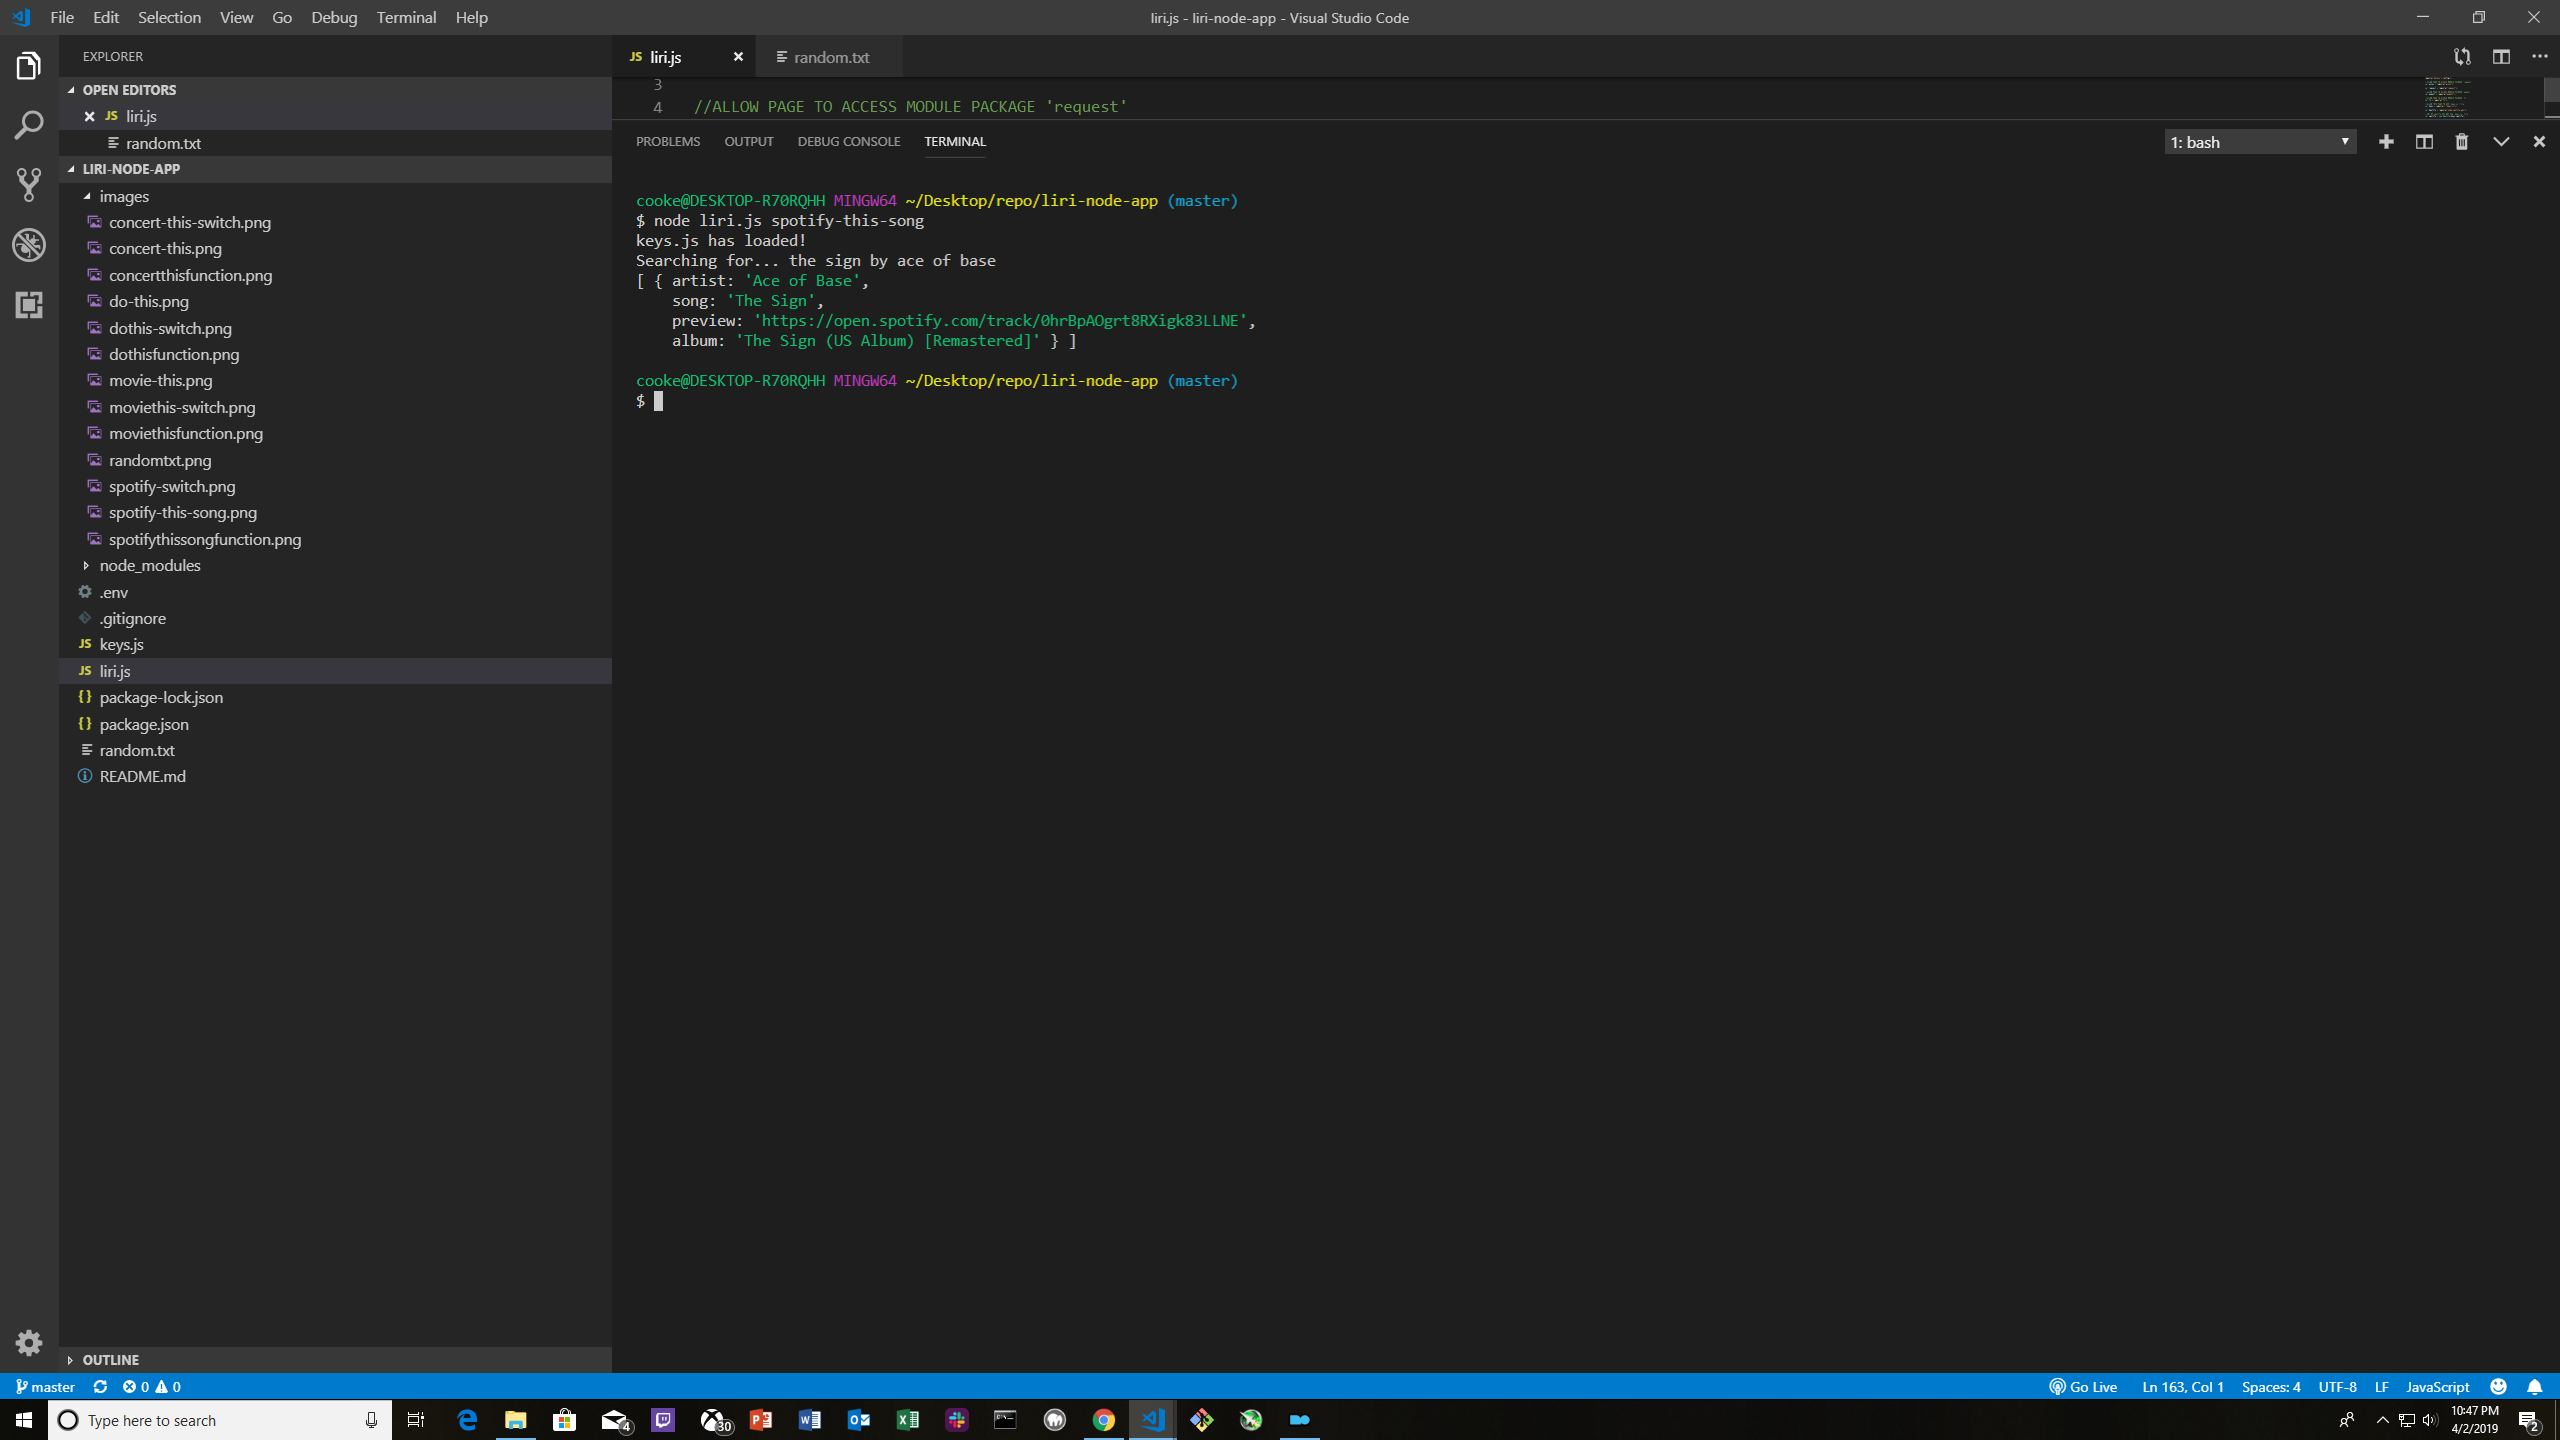 File Edit Selection View Go Debug Terminal Help
liri.js - liri-node-app - Visual Studio Code
EXPLORER
OPEN EDITORS
JS liri.js
random.txt
LIRI-NODE-APP
images
concert-this-switch.png
concert-this.png
concertthisfunction.png
do-this.png
dothis-switch.png
dothisfunction.png
movie-this.png
moviethis-switch.png
moviethisfunction.png
randomtxt.png
spotify-switch.png
spotify-this-song.png
spotifythissongfunction.png
node_modules
.env
.gitignore
JS keys.js
JS liri.js
{} package-lock.json
{} package.json
random.txt
README.md
OUTLINE
JS liri.js
random.txt
3
4 //ALLOW PAGE TO ACCESS MODULE PACKAGE 'request'
PROBLEMS OUTPUT DEBUG CONSOLE TERMINAL
1: bash
cooke@DESKTOP-R70RQHH MINGW64 ~/Desktop/repo/liri-node-app (master)
$ node liri.js spotify-this-song
keys.js has loaded!
Searching for... the sign by ace of base
[ { artist: 'Ace of Base',
song: 'The Sign',
preview: 'https://open.spotify.com/track/0hrBpAOgrt8RXigk83LLNE',
album: 'The Sign (US Album) [Remastered]' } ]
cooke@DESKTOP-R70RQHH MINGW64 ~/Desktop/repo/liri-node-app (master)
$
master 0 0
Go Live Ln 163, Col 1 Spaces: 4 UTF-8 LF JavaScript
Type here to search
4
30
10:47 PM
4/2/2019
2